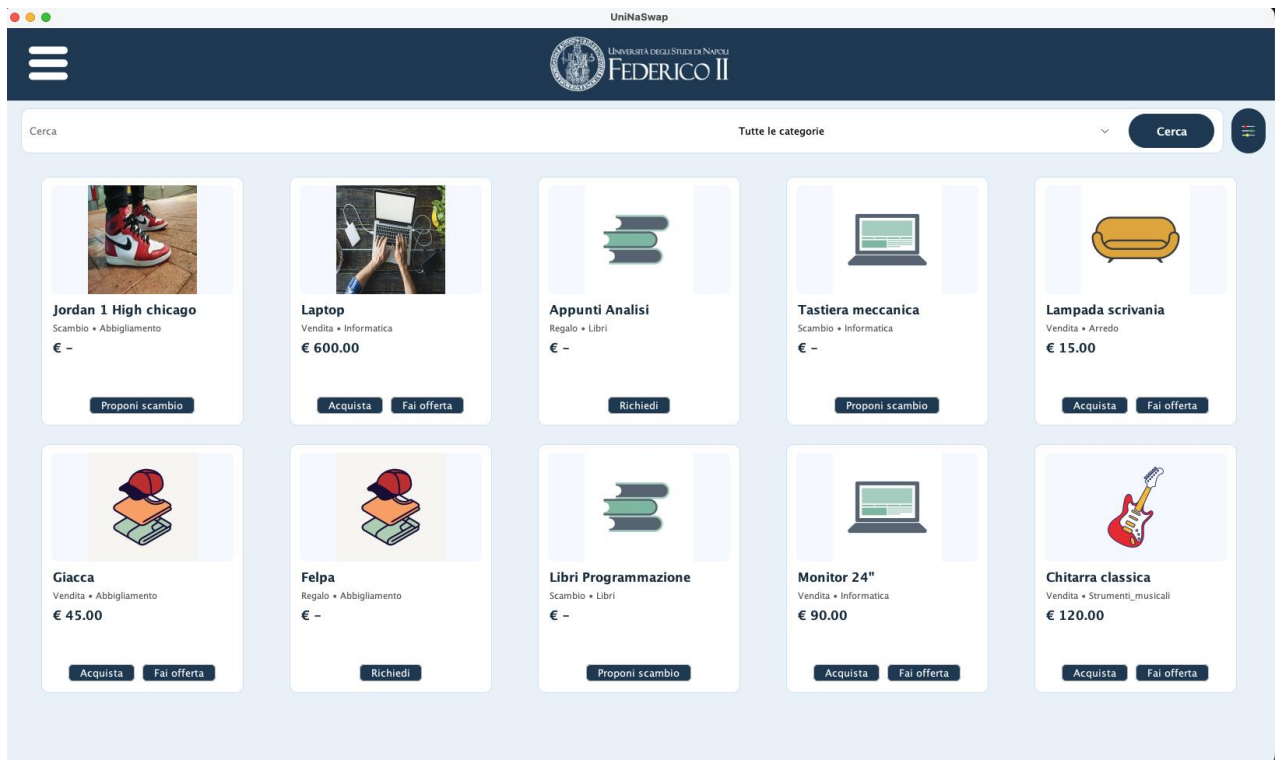 UniNaSwap
UNIVERSITÀ DEGLI STUDI DI NAPOLI
FEDERICO II
Cerca
Tutte le categorie
Cerca
Jordan 1 High chicago
Scambio • Abbigliamento
€ –
Proponi scambio
Laptop
Vendita • Informatica
€ 600.00
Acquista
Fai offerta
Appunti Analisi
Regalo • Libri
€ –
Richiedi
Tastiera meccanica
Scambio • Informatica
€ –
Proponi scambio
Lampada scrivania
Vendita • Arredo
€ 15.00
Acquista
Fai offerta
Giacca
Vendita • Abbigliamento
€ 45.00
Acquista
Fai offerta
Felpa
Regalo • Abbigliamento
€ –
Richiedi
Libri Programmazione
Scambio • Libri
€ –
Proponi scambio
Monitor 24"
Vendita • Informatica
€ 90.00
Acquista
Fai offerta
Chitarra classica
Vendita • Strumenti_musicali
€ 120.00
Acquista
Fai offerta